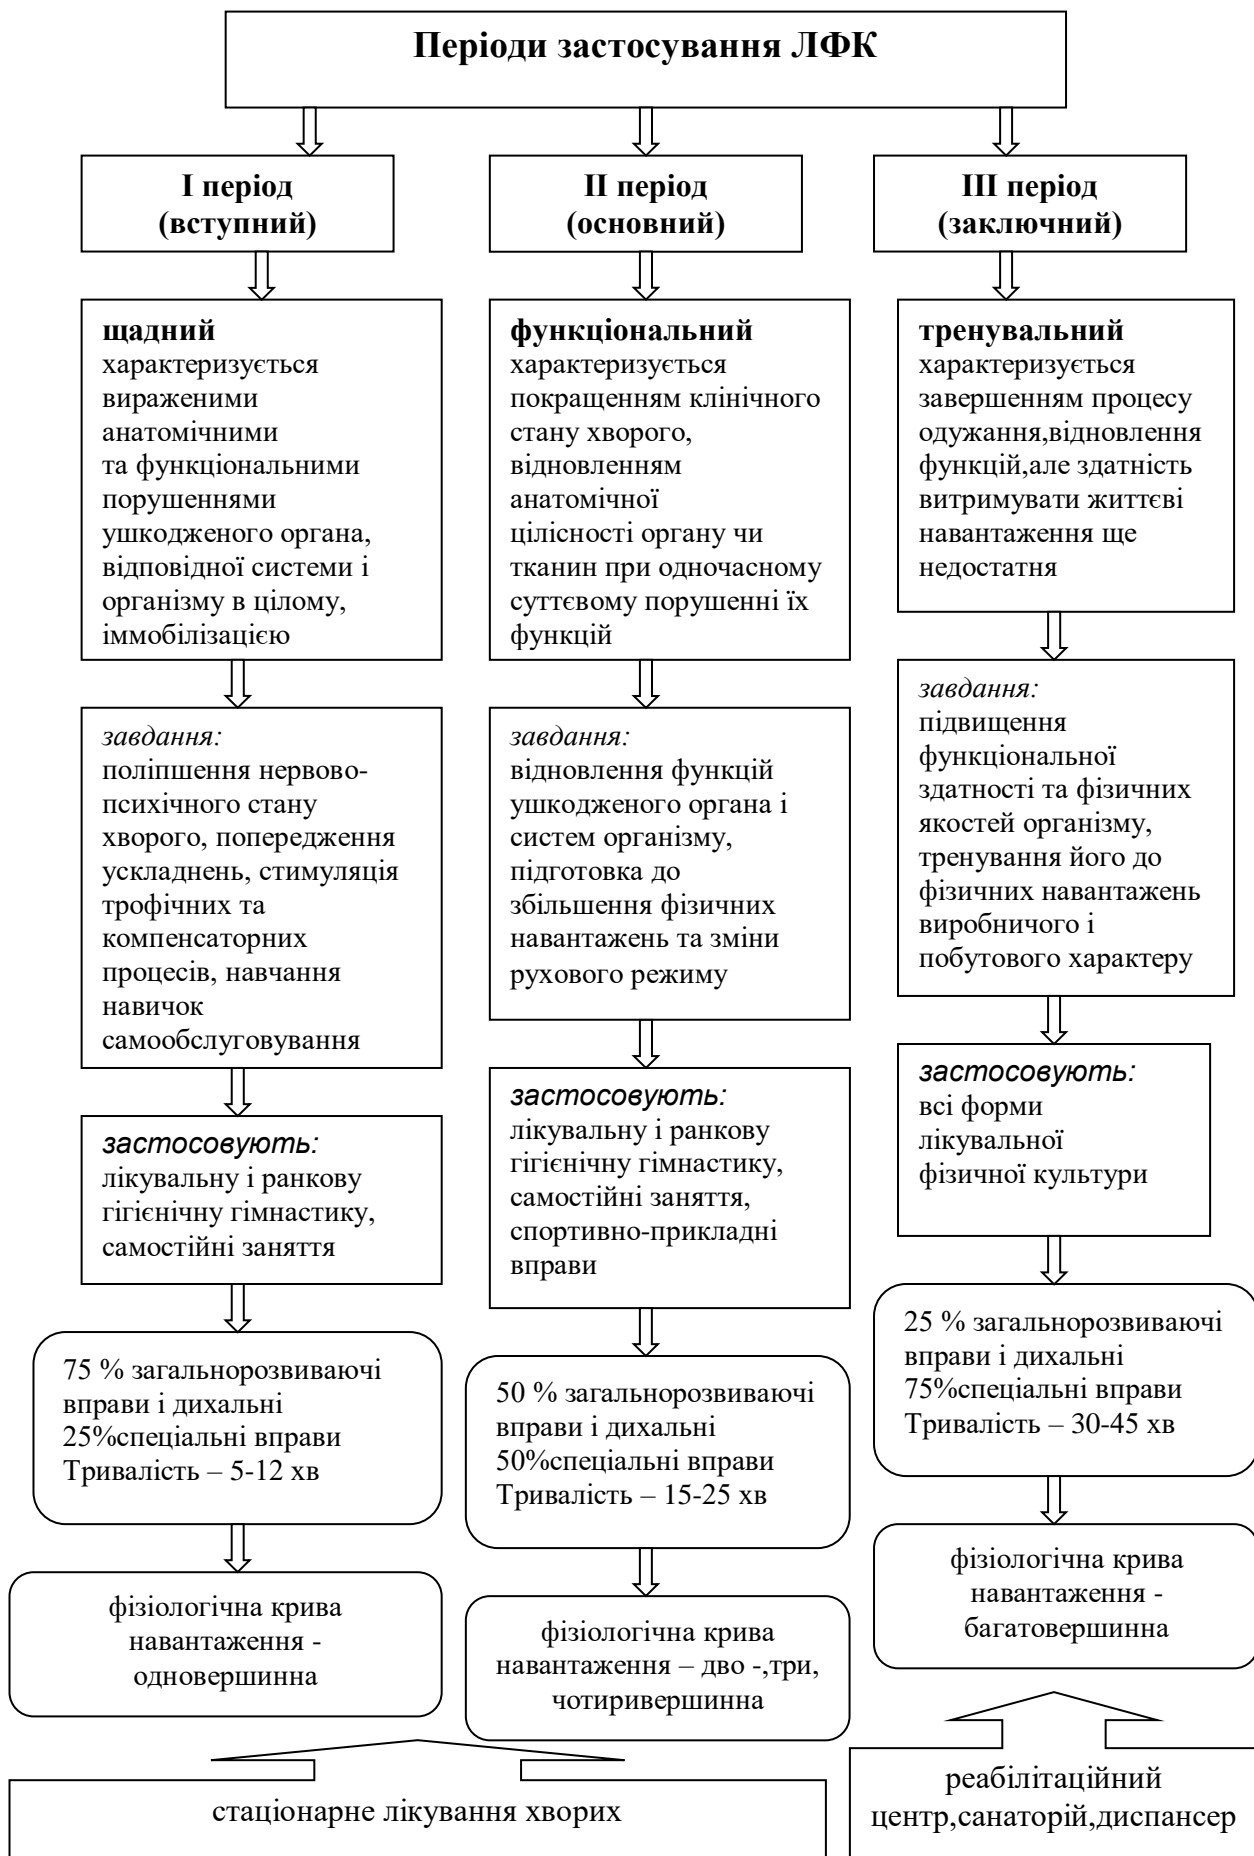 Періоди застосування ЛФК
І період
(вступний)
ІІ період
(основний)
ІІІ період
(заключний)
щадний
характеризується
вираженими
анатомічними
та функціональними
порушеннями
ушкодженого органа,
відповідної системи і
організму в цілому,
іммобілізацією
функціональний
характеризується
покращенням клінічного
стану хворого,
відновленням
анатомічної
цілісності органу чи
тканин при одночасному
суттєвому порушенні їх
функцій
тренувальний
характеризується
завершенням процесу
одужання,відновлення
функцій,але здатність
витримувати життєві
навантаження ще
недостатня
завдання:
поліпшення нервово-
психічного стану
хворого, попередження
ускладнень, стимуляція
трофічних та
компенсаторних
процесів, навчання
навичок
самообслуговування
завдання:
відновлення функцій
ушкодженого органа і
систем організму,
підготовка до
збільшення фізичних
навантажень та зміни
рухового режиму
завдання:
підвищення
функціональної
здатності та фізичних
якостей організму,
тренування його до
фізичних навантажень
виробничого і
побутового характеру
застосовують:
лікувальну і ранкову
гігієнічну гімнастику,
самостійні заняття
застосовують:
лікувальну і ранкову
гігієнічну гімнастику,
самостійні заняття,
спортивно-прикладні
вправи
застосовують:
всі форми
лікувальної
фізичної культури
75 % загальнорозвиваючі
вправи і дихальні
25%спеціальні вправи
Тривалість – 5-12 хв
50 % загальнорозвиваючі
вправи і дихальні
50%спеціальні вправи
Тривалість – 15-25 хв
25 % загальнорозвиваючі
вправи і дихальні
75%спеціальні вправи
Тривалість – 30-45 хв
фізіологічна крива
навантаження -
одновершинна
фізіологічна крива
навантаження – дво -,три,
чотиривершинна
фізіологічна крива
навантаження -
багатовершинна
стаціонарне лікування хворих
реабілітаційний
центр,санаторій,диспансер